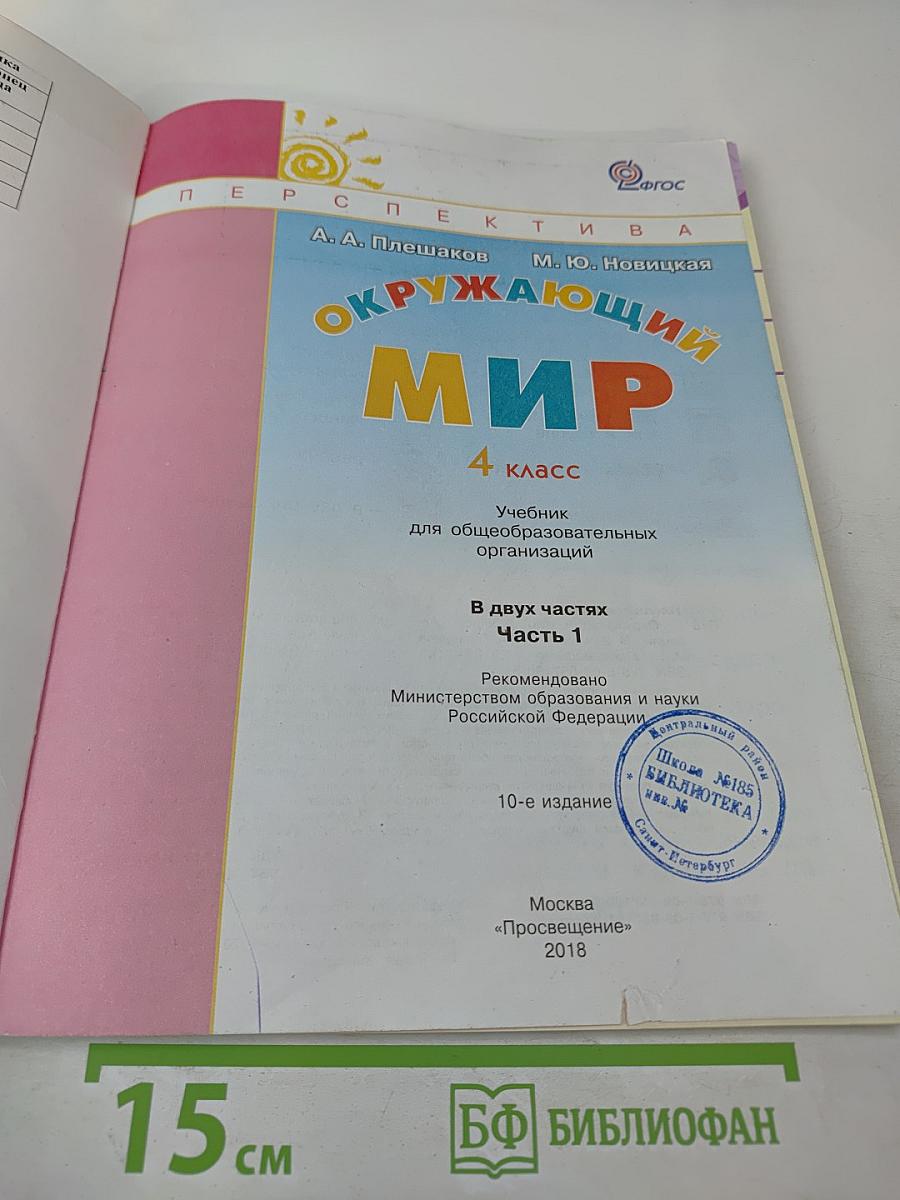 ФГОС
ПЕРСПЕКТИВА
А. А. Плешаков М. Ю. Новицкая
ОКРУЖАЮЩИЙ
МИР
4 класс
Учебник
для общеобразовательных
организаций
В двух частях
Часть 1
Рекомендовано
Министерством образования и науки
Российской Федерации
Центральный район
Школа №185
БИБЛИОТЕКА
инв.№
Санкт-Петербург
10-е издание
Москва
«Просвещение»
2018
15 см
БФ БИБЛИОФАН